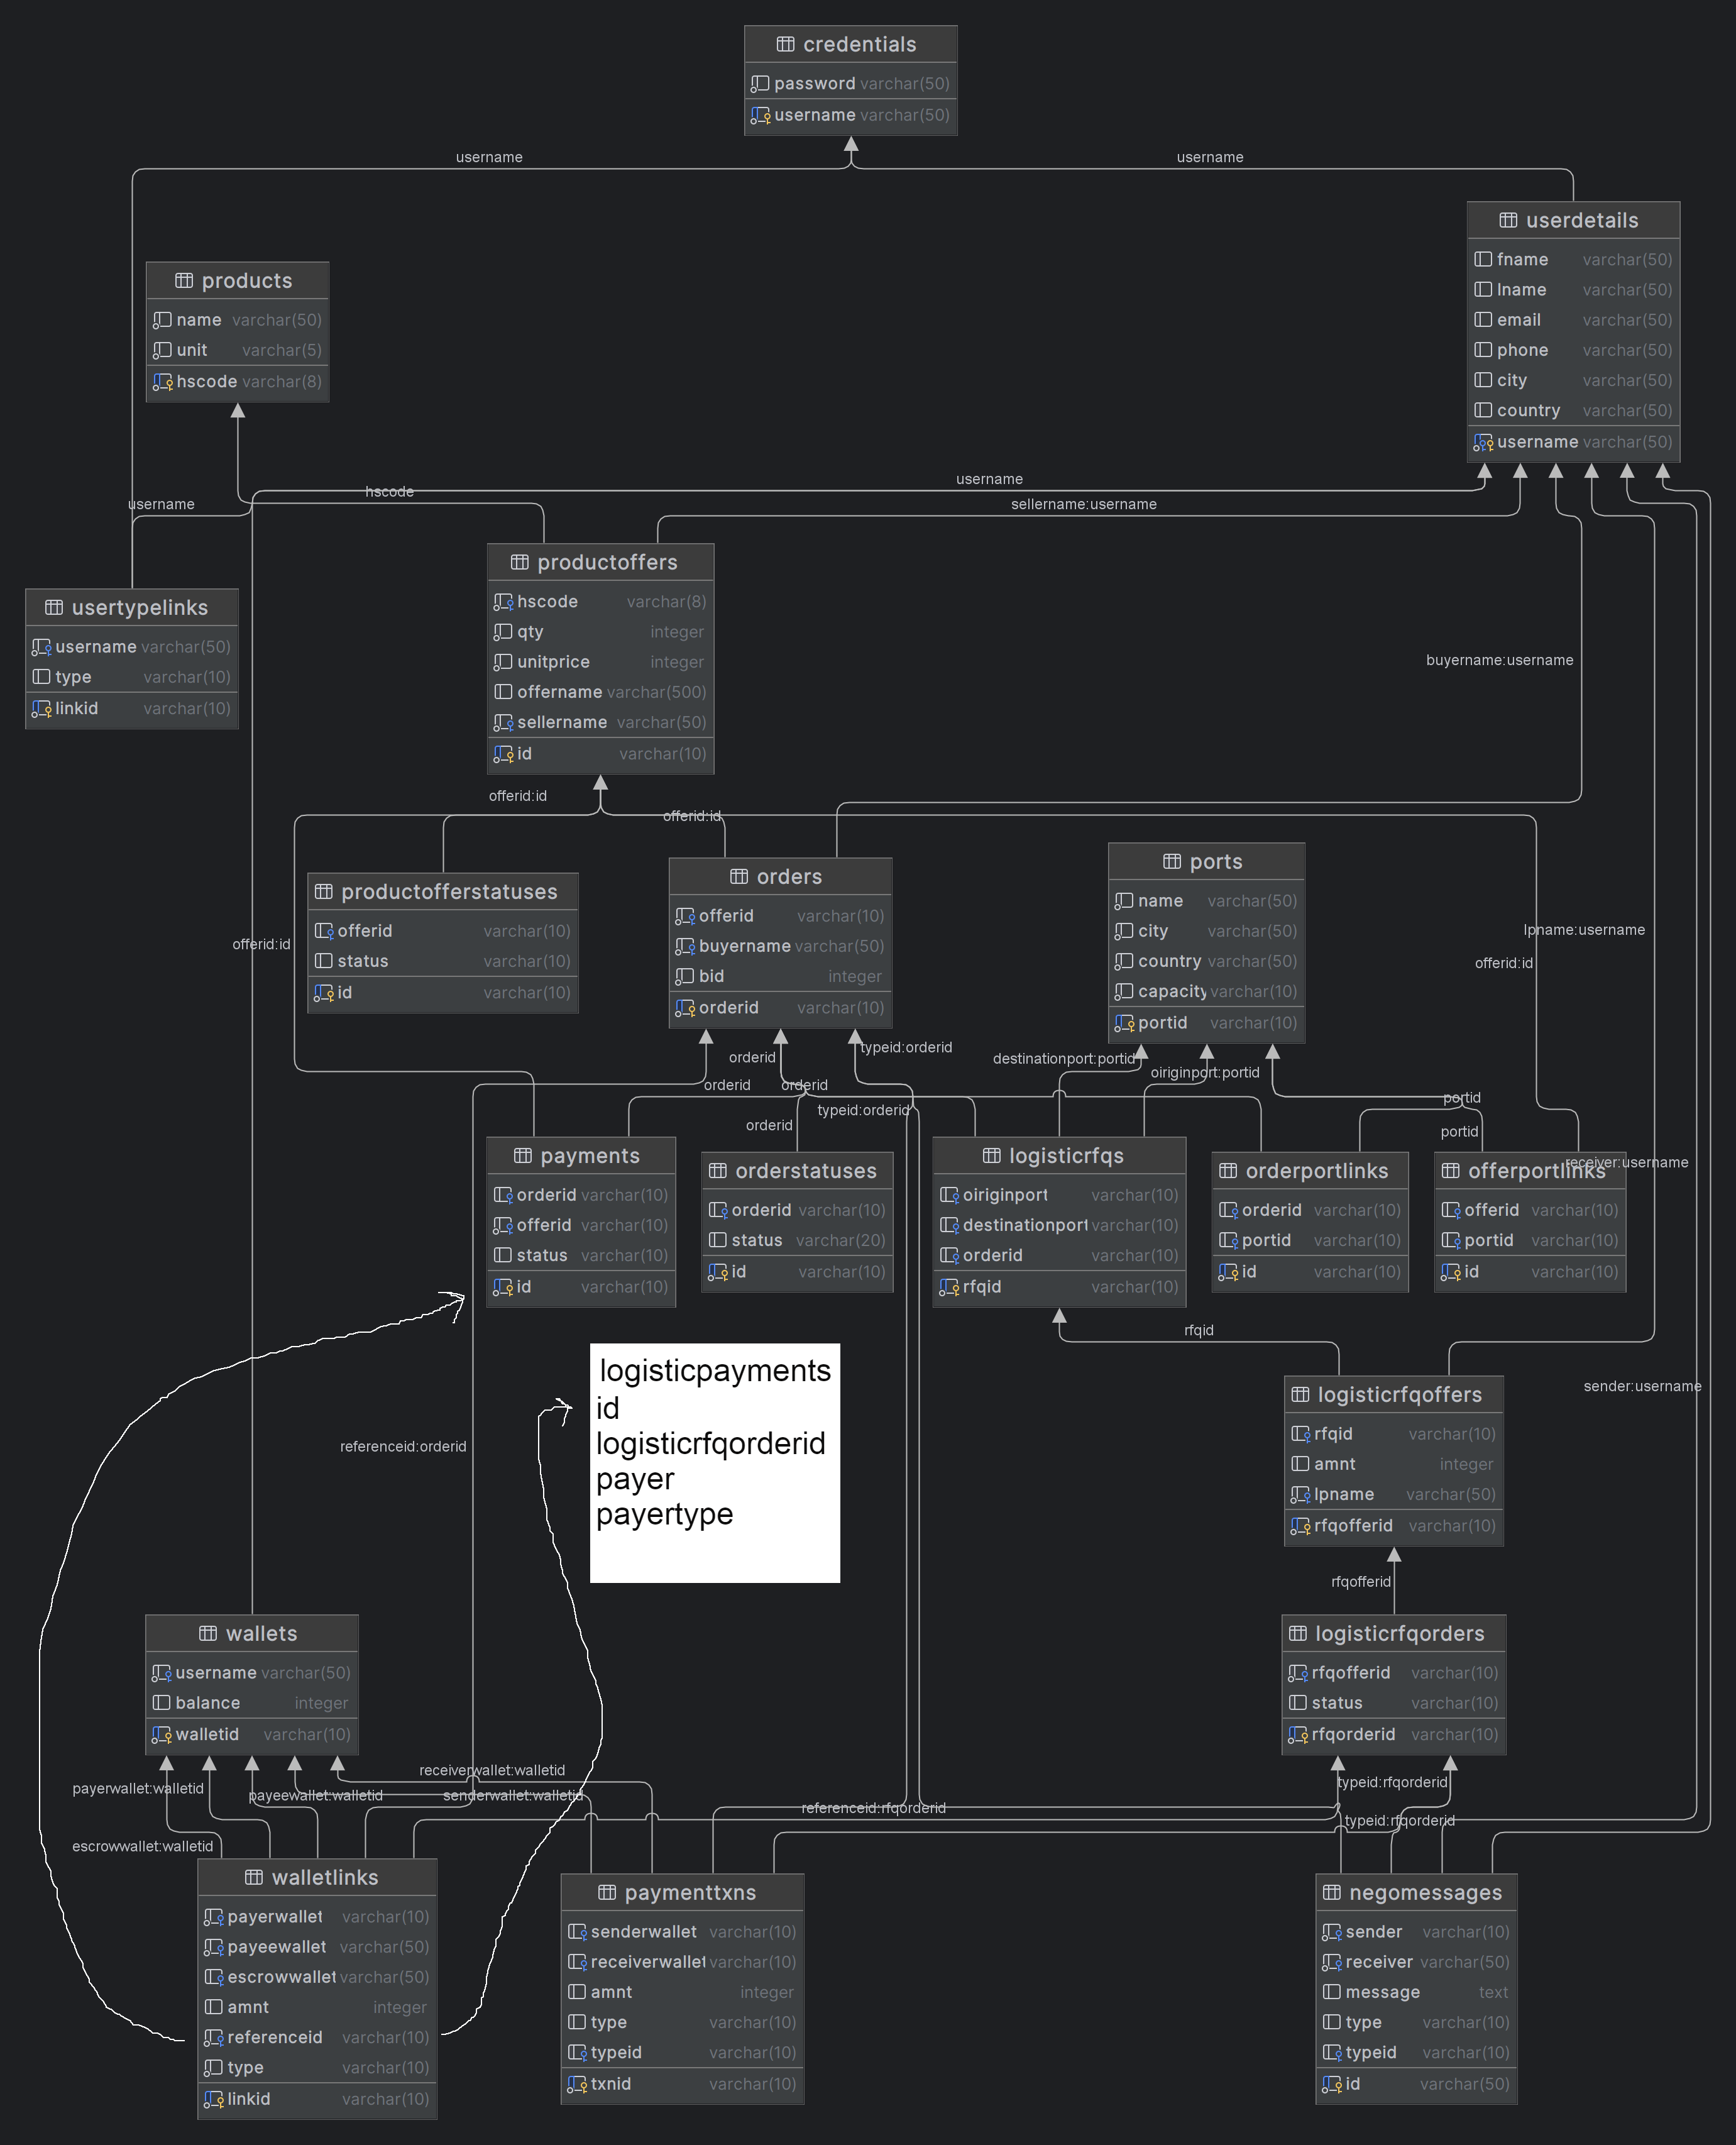 credentials
password varchar(50)
username varchar(50)
username
username
userdetails
fname varchar(50)
lname varchar(50)
email varchar(50)
phone varchar(50)
city varchar(50)
country varchar(50)
username varchar(50)
products
name varchar(50)
unit varchar(5)
hscode varchar(8)
username
hscode
username
sellername:username
productoffers
hscode varchar(8)
qty integer
unitprice integer
offername varchar(500)
sellername varchar(50)
id varchar(10)
usertypelinks
username varchar(50)
type varchar(10)
linkid varchar(10)
buyername:username
offerid:id
offerid:id
productofferstatuses
offerid varchar(10)
status varchar(10)
id varchar(10)
orders
offerid varchar(10)
buyername varchar(50)
bid integer
orderid varchar(10)
ports
name varchar(50)
city varchar(50)
country varchar(50)
capacity varchar(10)
portid varchar(10)
offerid:id
lpname:username
offerid:id
orderid
typeid:orderid
destinationport:portid
oiriginport:portid
orderid
orderid
typeid:orderid
portid
orderid
portid
payments
orderid varchar(10)
offerid varchar(10)
status varchar(10)
id varchar(10)
orderstatuses
orderid varchar(10)
status varchar(20)
id varchar(10)
logisticrfqs
oiriginport varchar(10)
destinationport varchar(10)
orderid varchar(10)
rfqid varchar(10)
orderportlinks
orderid varchar(10)
portid varchar(10)
id varchar(10)
offerportlinks
receiver:username
offerid varchar(10)
portid varchar(10)
id varchar(10)
rfqid
logisticpayments
id
logisticrfqorderid
payer
payertype
sender:username
logisticrfqoffers
rfqid varchar(10)
amnt integer
lpname varchar(50)
rfqofferid varchar(10)
referenceid:orderid
rfqofferid
wallets
username varchar(50)
balance integer
walletid varchar(10)
logisticrfqorders
rfqofferid varchar(10)
status varchar(10)
rfqorderid varchar(10)
receiverwallet:walletid
payerwallet:walletid
payeewallet:walletid
senderwallet:walletid
typeid:rfqorderid
referenceid:rfqorderid
typeid:rfqorderid
escrowwallet:walletid
walletlinks
payerwallet varchar(10)
payeewallet varchar(50)
escrowwallet varchar(50)
amnt integer
referenceid varchar(10)
type varchar(10)
linkid varchar(10)
paymenttxns
senderwallet varchar(10)
receiverwallet varchar(10)
amnt integer
type varchar(10)
typeid varchar(10)
txnid varchar(10)
negomessages
sender varchar(10)
receiver varchar(50)
message text
type varchar(10)
typeid varchar(10)
id varchar(50)